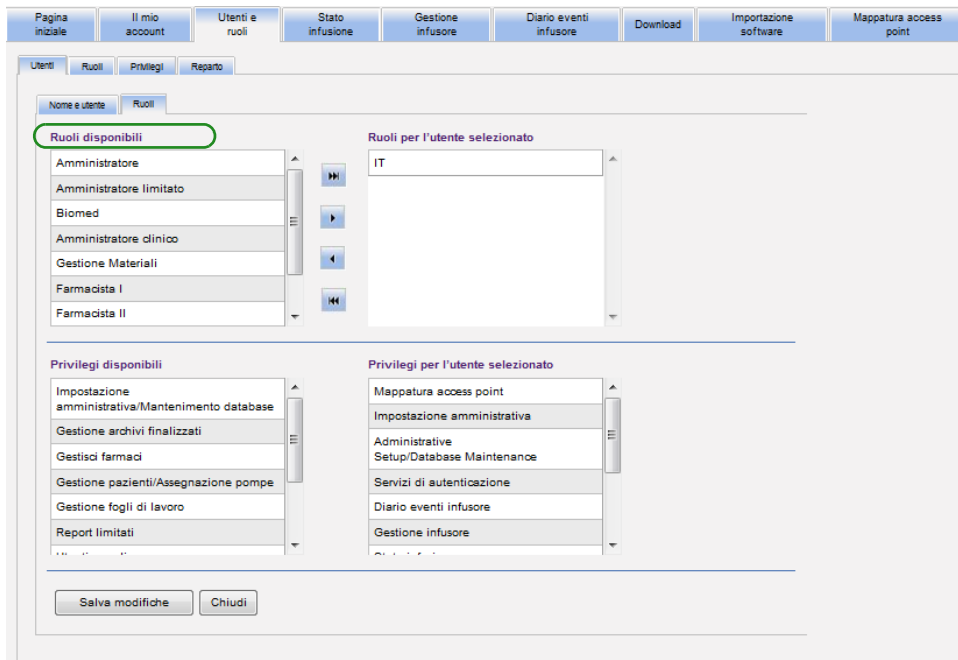 Pagina iniziale
Il mio account
Utenti e ruoli
Stato infusione
Gestione infusore
Diario eventi infusore
Download
Importazione software
Mappatura access point
Utenti
Ruoli
Privilegi
Reparto
Nome e utente
Ruoli
Ruoli disponibili
Amministratore
Amministratore limitato
Biomed
Amministratore clinico
Gestione Materiali
Farmacista I
Farmacista II
Ruoli per l'utente selezionato
IT
Privilegi disponibili
Impostazione
amministrativa/Mantenimento database
Gestione archivi finalizzati
Gestisci farmaci
Gestione pazienti/Assegnazione pompe
Gestione fogli di lavoro
Report limitati
Privilegi per l'utente selezionato
Mappatura access point
Impostazione amministrativa
Administrative
Setup/Database Maintenance
Servizi di autenticazione
Diario eventi infusore
Gestione infusore
Salva modifiche
Chiudi